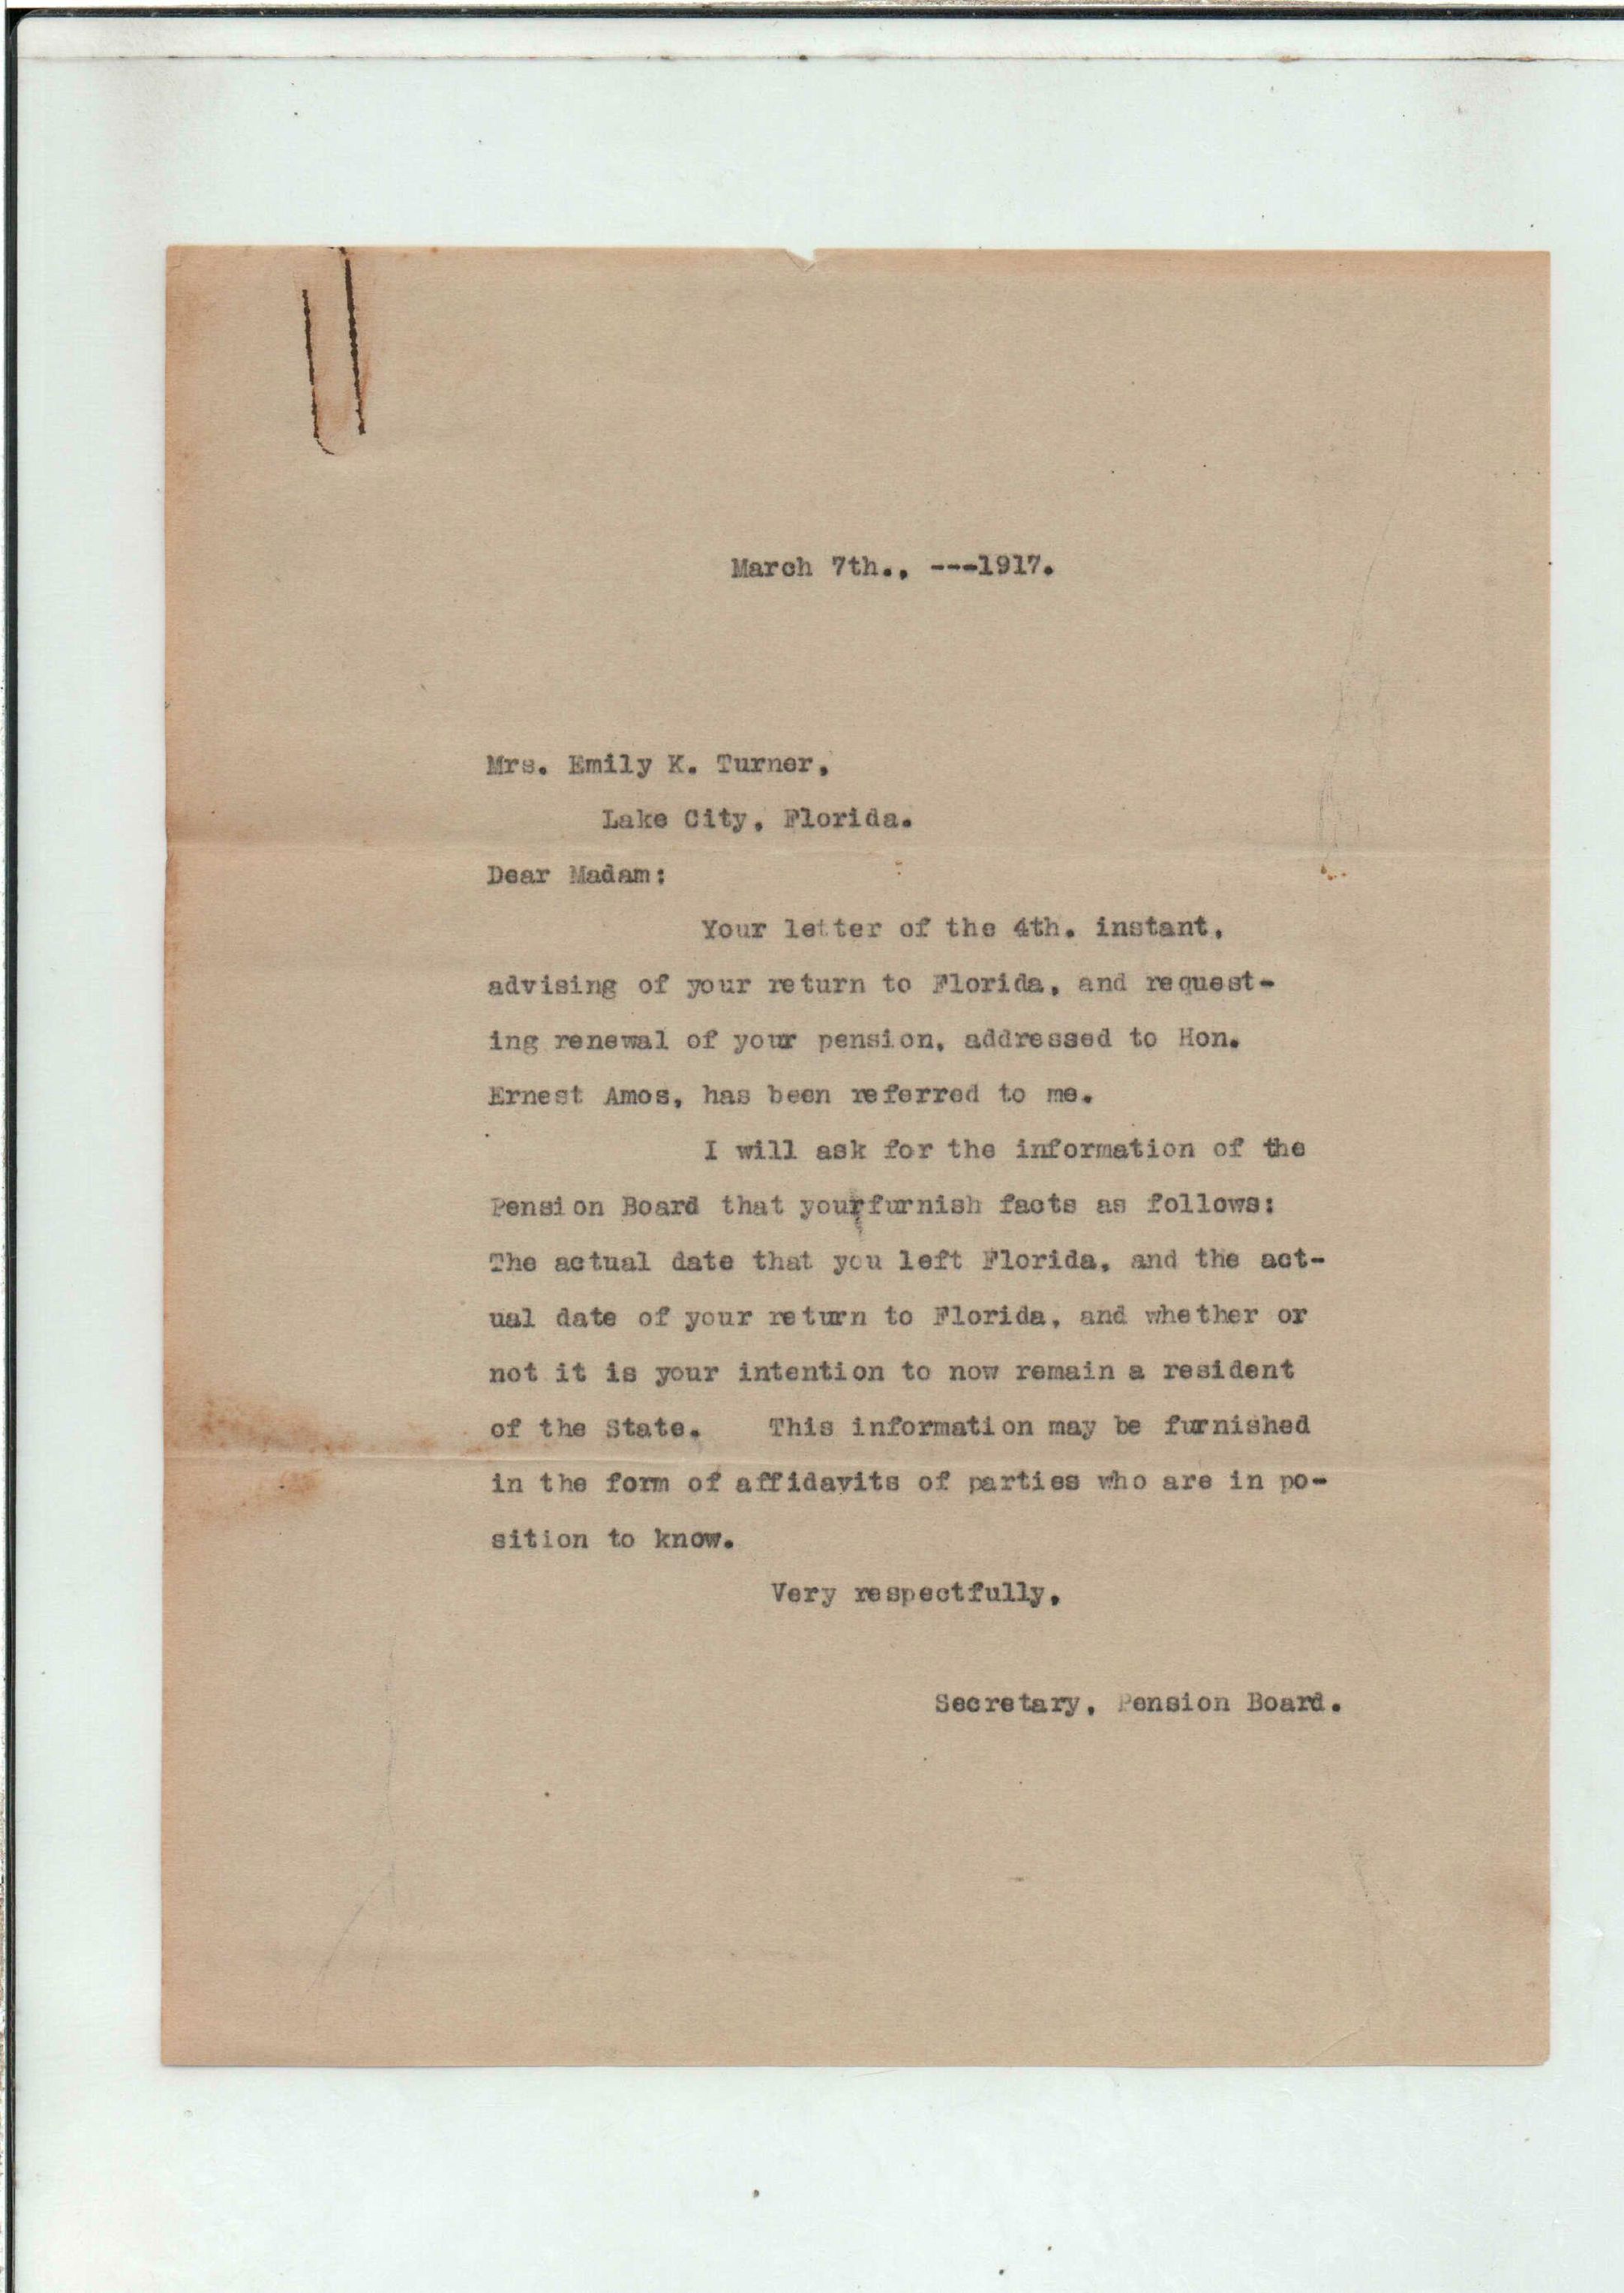 March 7th., ---1917.
Mrs. Emily K. Turner,
Lake City, Florida.
Dear Madam:
Your letter of the 4th. instant,
advising of your return to Florida, and request-
ing renewal of your pension, addressed to Hon.
Ernest Amos, has been referred to me.
I will ask for the information of the
Pension Board that yourfurnish facts as follows:
The actual date that you left Florida, and the act-
ual date of your return to Florida, and whether or
not it is your intention to now remain a resident
of the State. This information may be furnished
in the form of affidavits of parties who are in po-
sition to know.
Very respectfully,
Secretary, Pension Board.